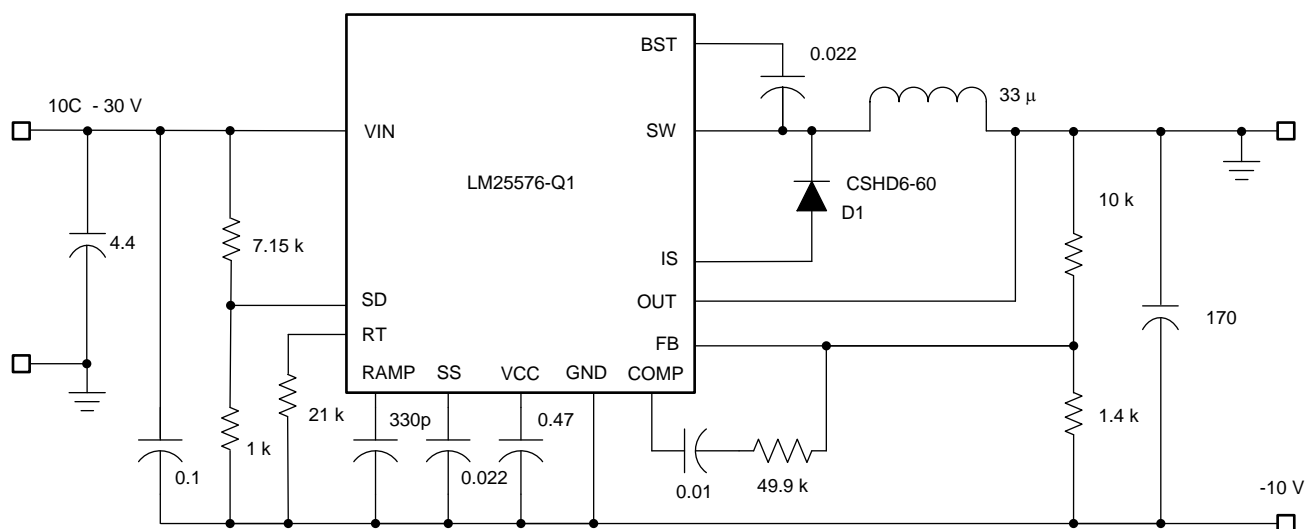 BST
0.022
10C - 30 V
33 µ
VIN
SW
LM25576-Q1
CSHD6-60
D1
10 k
4.4
7.15 k
IS
SD
OUT
170
RT
FB
RAMP
SS
VCC
GND
COMP
21 k
330p
0.47
1.4 k
1 k
0.1
0.022
0.01
49.9 k
-10 V